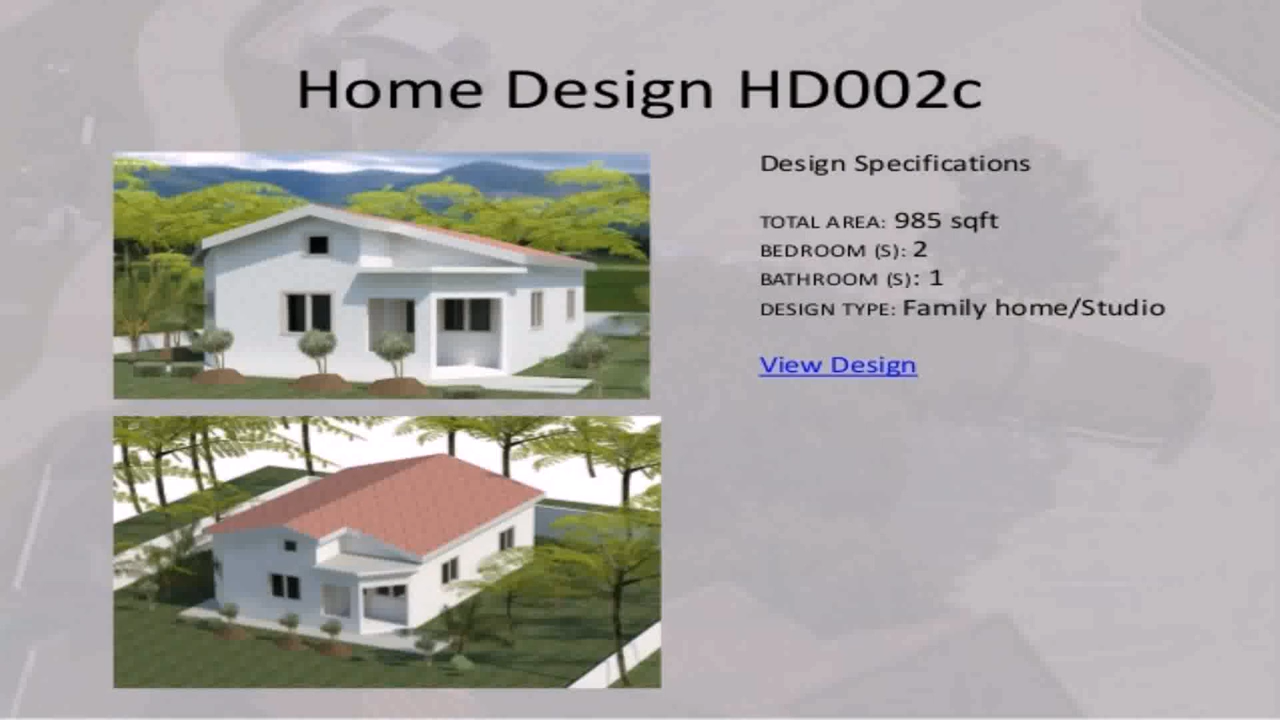 Home Design HD002c
Design Specifications
TOTAL AREA: 985 sqft
BEDROOM (S): 2
BATHROOM (S): 1
DESIGN TYPE: Family home/Studio
View Design